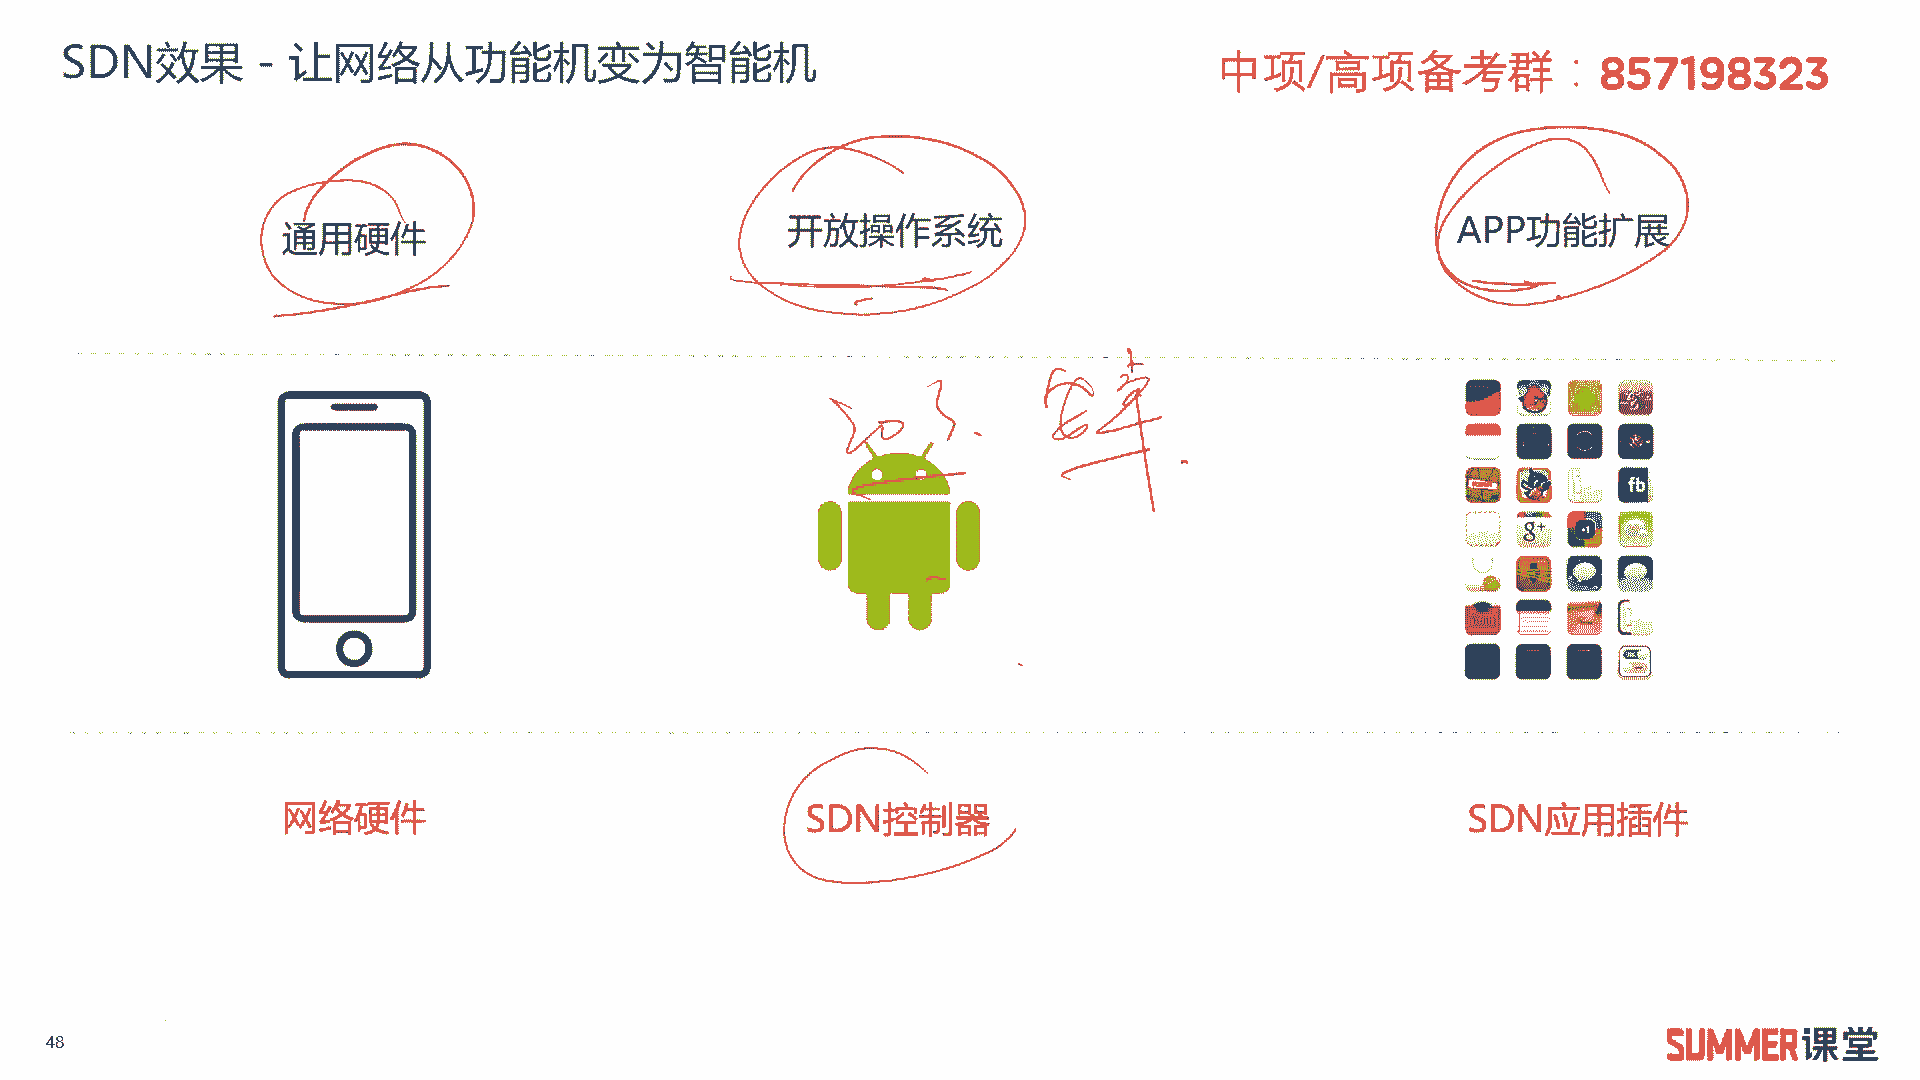 SDN效果 - 让网络从功能机变为智能机
中项/高项备考群：857198323
通用硬件
开放操作系统
APP功能扩展
ios.
安卓.
fb
g+
网络硬件
SDN控制器
SDN应用插件
48
SUMMER课堂